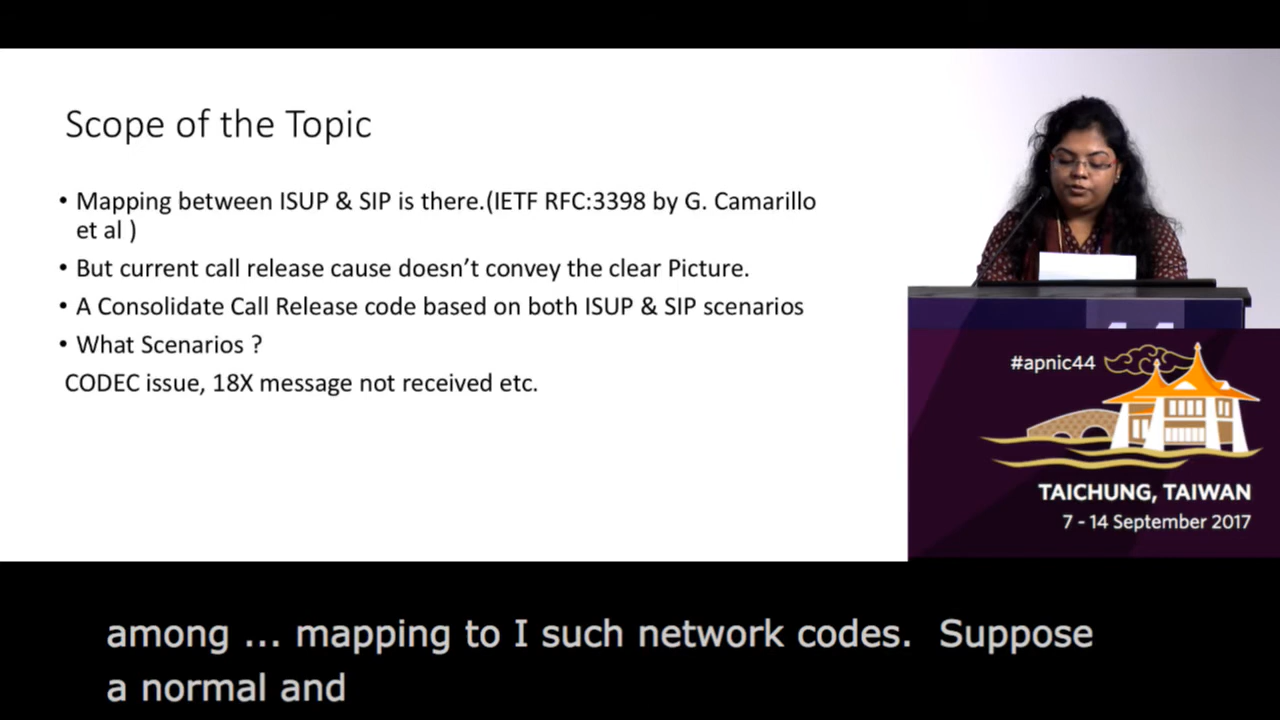 Scope of the Topic
• Mapping between ISUP & SIP is there.(IETF RFC:3398 by G. Camarillo
et al )
• But current call release cause doesn’t convey the clear Picture.
• A Consolidate Call Release code based on both ISUP & SIP scenarios
• What Scenarios ?
CODEC issue, 18X message not received etc.
#apnic44
TAICHUNG, TAIWAN
7 - 14 September 2017
among ... mapping to I such network codes.  Suppose
a normal and